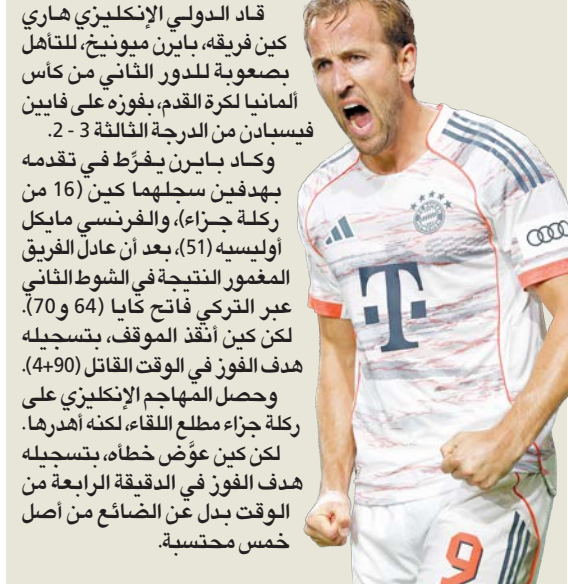 قاد الدولي الإنكليزي هاري
كين فريقه، بايرن ميونيخ، للتأهل
بصعوبة للدور الثاني من كأس
ألمانيا لكرة القدم، بفوزه على فايين
فيسبادن من الدرجة الثالثة 3 - 2.
وكاد بايرن يفرِّط في تقدمه
بهدفين سجلهما كين (16 من
ركلة جزاء)، والفرنسي مايكل
أوليسيه (51)، بعد أن عادل الفريق
المغمور النتيجة في الشوط الثاني
عبر التركي فاتح كايا (64 و70).
لكن كين أنقذ الموقف، بتسجيله
هدف الفوز في الوقت القاتل (90+4).
وحصل المهاجم الإنكليزي على
ركلة جزاء مطلع اللقاء، لكنه أهدرها.
لكن كين عوَّض خطأه، بتسجيله
هدف الفوز في الدقيقة الرابعة من
الوقت بدل عن الضائع من أصل
خمس محتسبة.
T
9